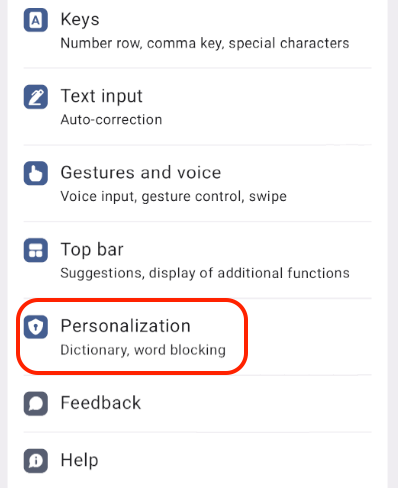 Keys
Number row, comma key, special characters
Text input
Auto-correction
Gestures and voice
Voice input, gesture control, swipe
Top bar
Suggestions, display of additional functions
Personalization
Dictionary, word blocking
Feedback
Help